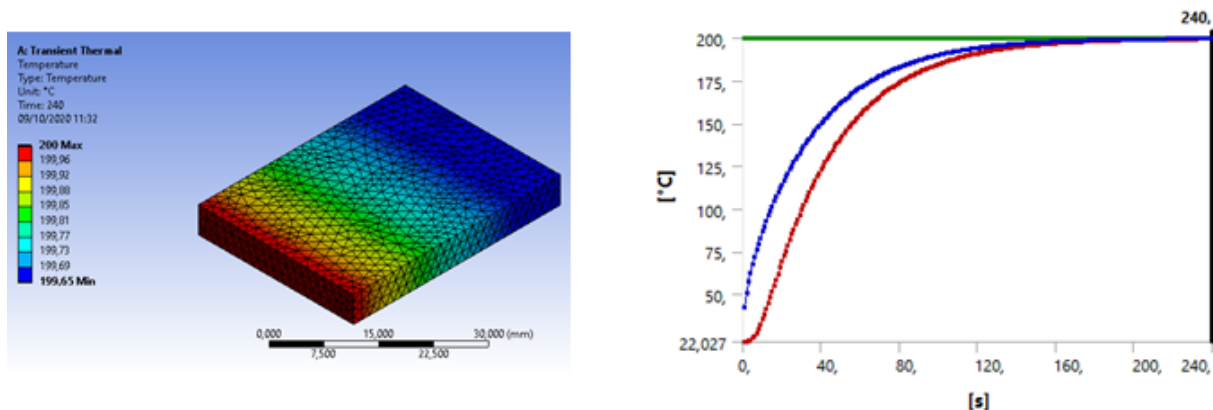 A: Transient Thermal
Temperature
Type: Temperature
Unit: °C
Time: 240
09/10/2020 11:32
200 Max
199,96
199,92
199,88
199,85
199,81
199,77
199,73
199,69
199,65 Min
0,000 15,000 30,000 (mm)
7,500 22,500
240,
200,
175,
150,
125,
100,
75,
50,
22,027
[°C]
0, 40, 80, 120, 160, 200, 240,
[s]